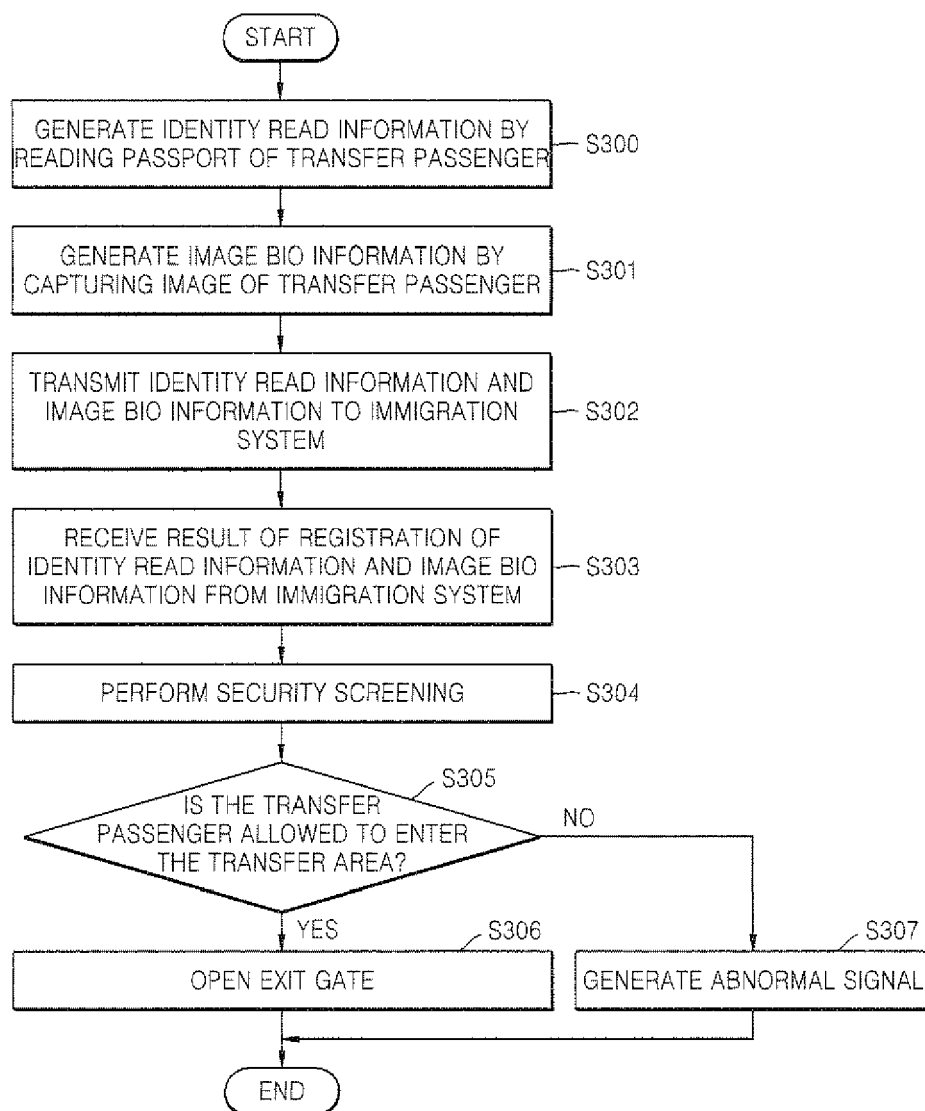 START
GENERATE IDENTITY READ INFORMATION BY
READING PASSPORT OF TRANSFER PASSENGER
S300
GENERATE IMAGE BIO INFORMATION BY
CAPTURING IMAGE OF TRANSFER PASSENGER
S301
TRANSMIT IDENTITY READ INFORMATION AND
IMAGE BIO INFORMATION TO IMMIGRATION
SYSTEM
S302
RECEIVE RESULT OF REGISTRATION OF
IDENTITY READ INFORMATION AND IMAGE BIO
INFORMATION FROM IMMIGRATION SYSTEM
S303
PERFORM SECURITY SCREENING
S304
S305
IS THE TRANSFER
PASSENGER ALLOWED TO ENTER
THE TRANSFER AREA?
NO
YES
S306
OPEN EXIT GATE
S307
GENERATE ABNORMAL SIGNAL
END